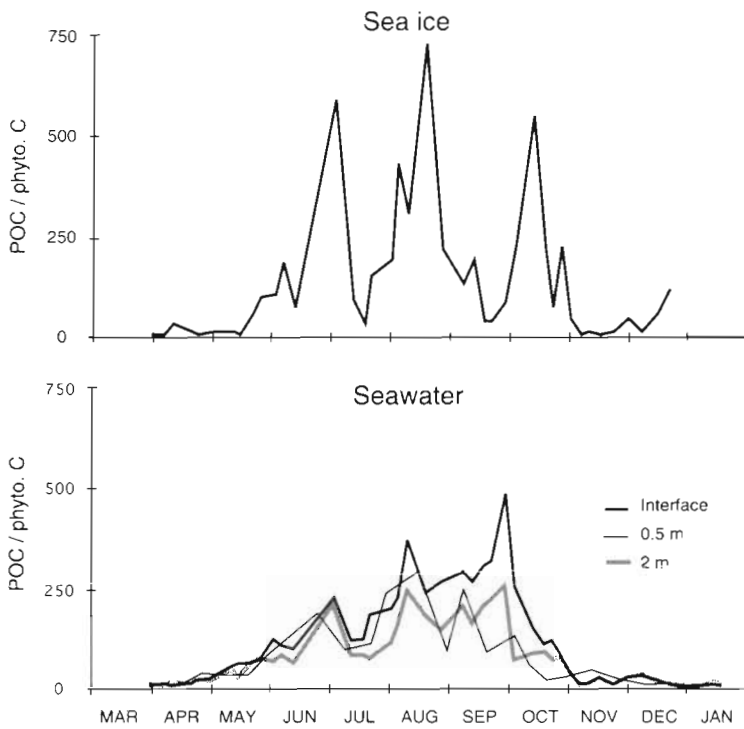 Sea ice
POC / phyto. C
750
500
250
0
Seawater
POC / phyto. C
750
500
250
0
Interface
0.5 m
2 m
MAR APR MAY JUN JUL AUG SEP OCT NOV DEC JAN